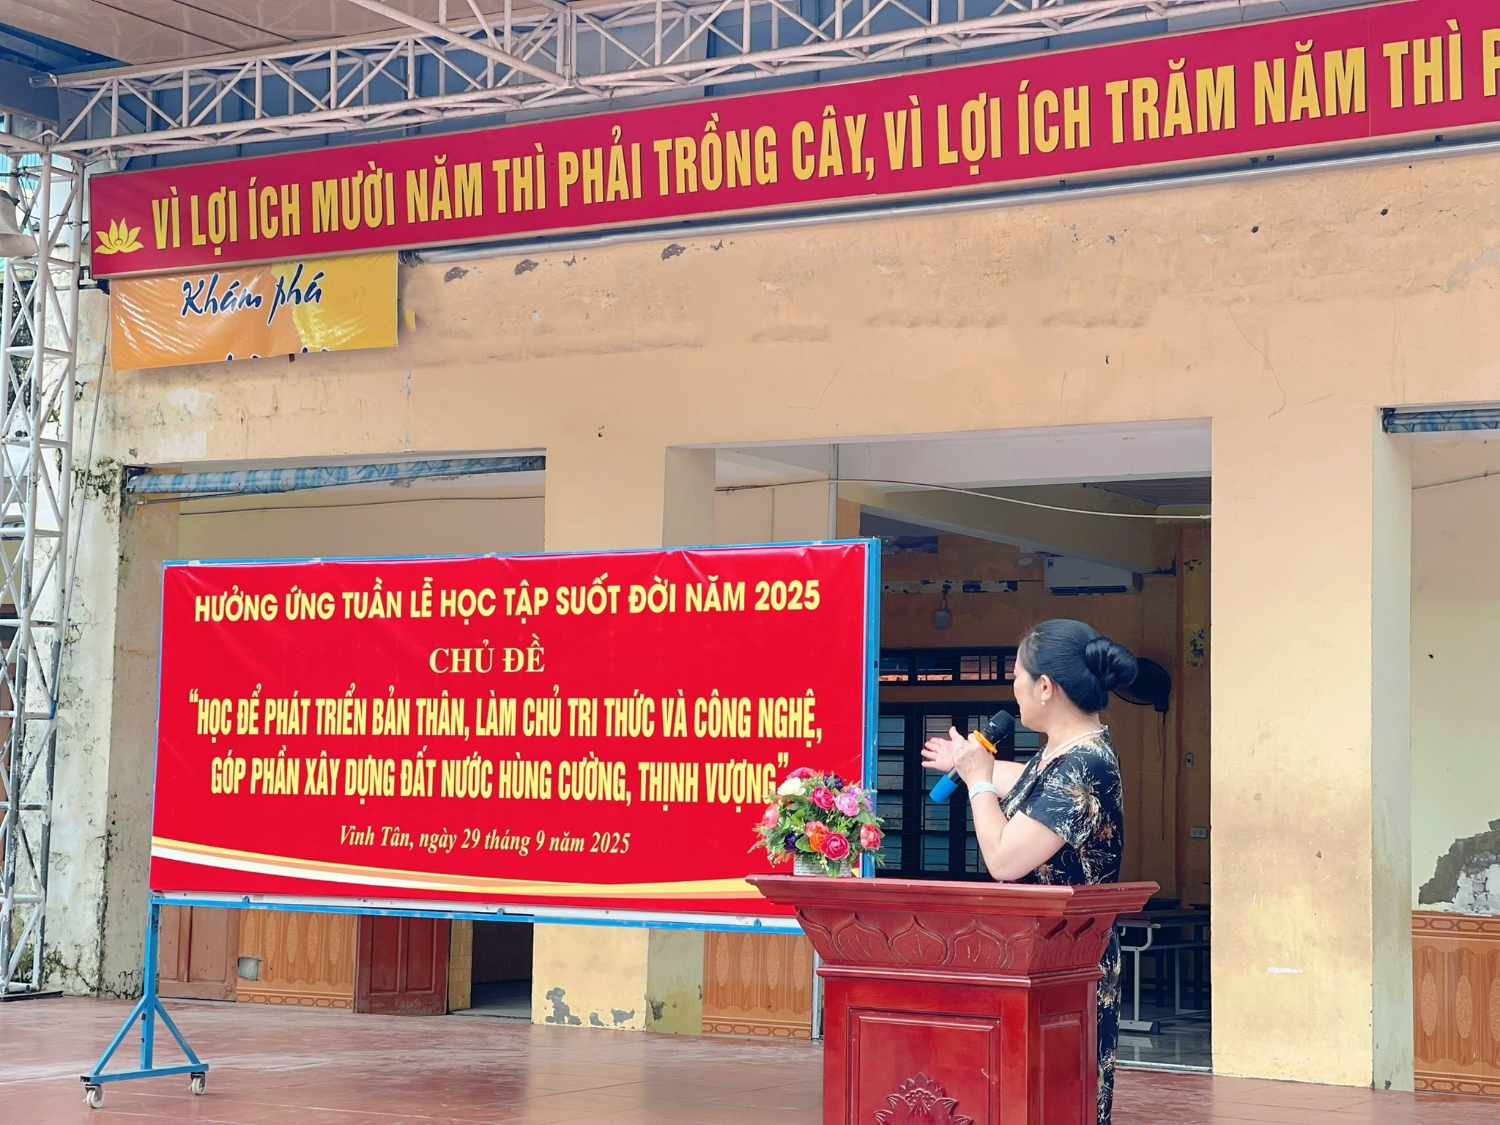 VÌ LỢI ÍCH MƯỜI NĂM THÌ PHẢI TRỒNG CÂY, VÌ LỢI ÍCH TRĂM NĂM THÌ
Khám phá
HƯỞNG ỨNG TUẦN LỄ HỌC TẬP SUỐT ĐỜI NĂM 2025
CHỦ ĐỀ
“HỌC ĐỂ PHÁT TRIỂN BẢN THÂN, LÀM CHỦ TRI THỨC VÀ CÔNG NGHỆ,
GÓP PHẦN XÂY DỰNG ĐẤT NƯỚC HÙNG CƯỜNG, THỊNH VƯỢNG”
Vĩnh Tân, ngày 29 tháng 9 năm 2025